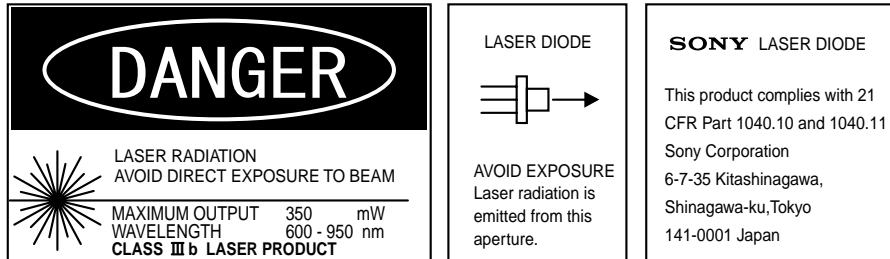 DANGER
LASER RADIATION
AVOID DIRECT EXPOSURE TO BEAM
MAXIMUM OUTPUT 350 mW
WAVELENGTH 600 - 950 nm
CLASS Ⅲ b LASER PRODUCT
LASER DIODE
AVOID EXPOSURE
Laser radiation is
emitted from this
aperture.
SONY LASER DIODE
This product complies with 21
CFR Part 1040.10 and 1040.11
Sony Corporation
6-7-35 Kitashinagawa,
Shinagawa-ku,Tokyo
141-0001 Japan